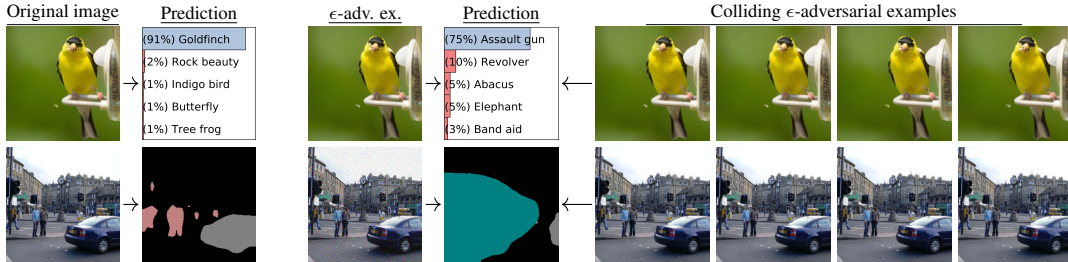 Original image
Prediction
ϵ-adv. ex.
Prediction
Colliding ϵ-adversarial examples
(91%) Goldfinch
(2%) Rock beauty
(1%) Indigo bird
(1%) Butterfly
(1%) Tree frog
(75%) Assault gun
(10%) Revolver
(5%) Abacus
(5%) Elephant
(3%) Band aid